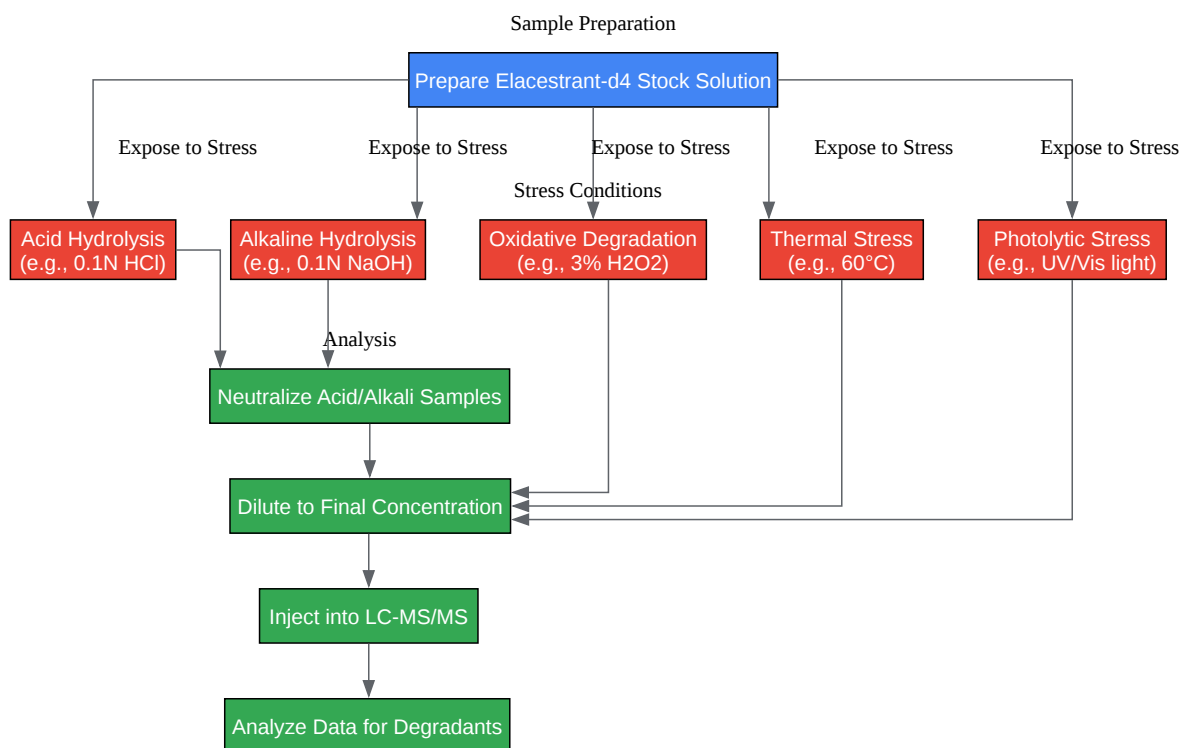 Sample Preparation
Prepare Elacestrant-d4 Stock Solution
Expose to Stress
Expose to Stress
Expose to Stress
Expose to Stress
Expose to Stress
Stress Conditions
Acid Hydrolysis
(e.g., 0.1N HCl)
Alkaline Hydrolysis
(e.g., 0.1N NaOH)
Oxidative Degradation
(e.g., 3% H2O2)
Thermal Stress
(e.g., 60°C)
Photolytic Stress
(e.g., UV/Vis light)
Analysis
Neutralize Acid/Alkali Samples
Dilute to Final Concentration
Inject into LC-MS/MS
Analyze Data for Degradants